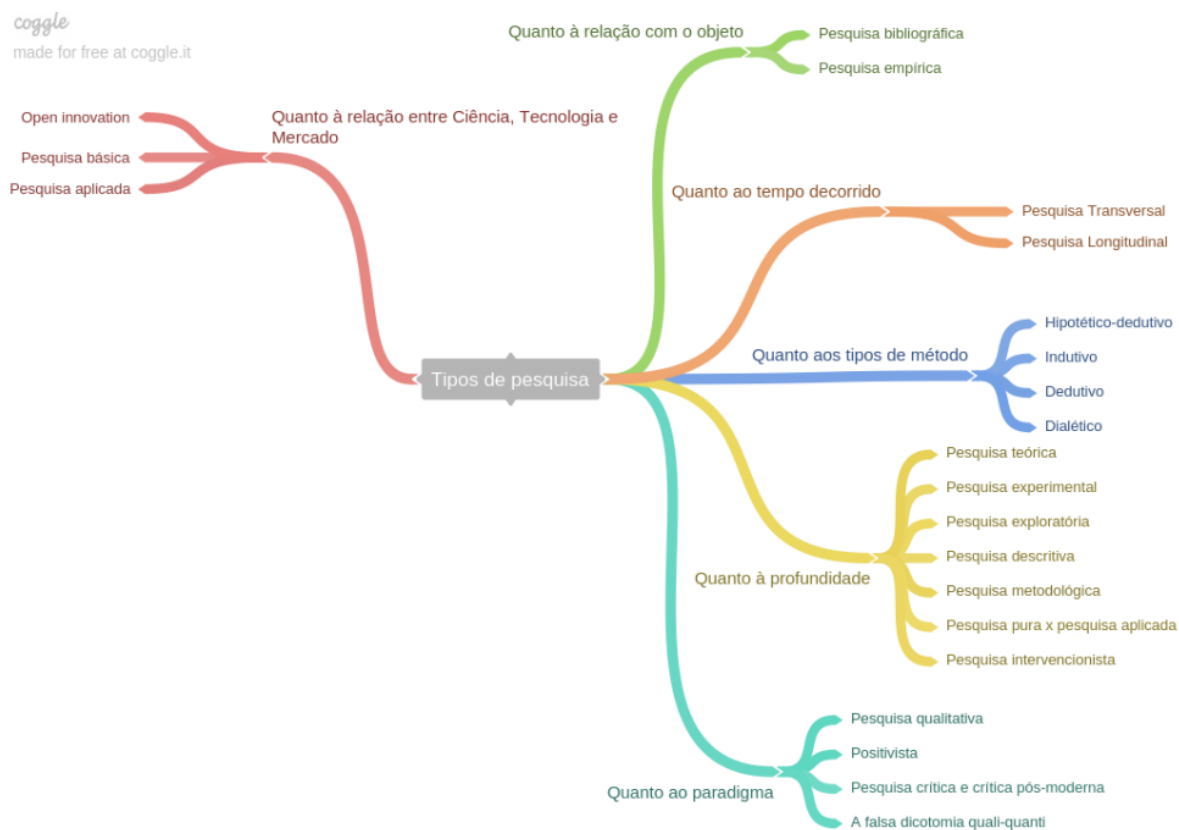 coggle
made for free at coggle.it
Quanto à relação com o objeto
Pesquisa bibliográfica
Pesquisa empírica
Open innovation
Pesquisa básica
Pesquisa aplicada
Quanto à relação entre Ciência, Tecnologia e
Mercado
Quanto ao tempo decorrido
Pesquisa Transversal
Pesquisa Longitudinal
Tipos de pesquisa
Quanto aos tipos de método
Hipotético-dedutivo
Indutivo
Dedutivo
Dialético
Quanto à profundidade
Pesquisa teórica
Pesquisa experimental
Pesquisa exploratória
Pesquisa descritiva
Pesquisa metodológica
Pesquisa pura x pesquisa aplicada
Pesquisa intervencionista
Quanto ao paradigma
Pesquisa qualitativa
Positivista
Pesquisa crítica e crítica pós-moderna
A falsa dicotomia quali-quanti